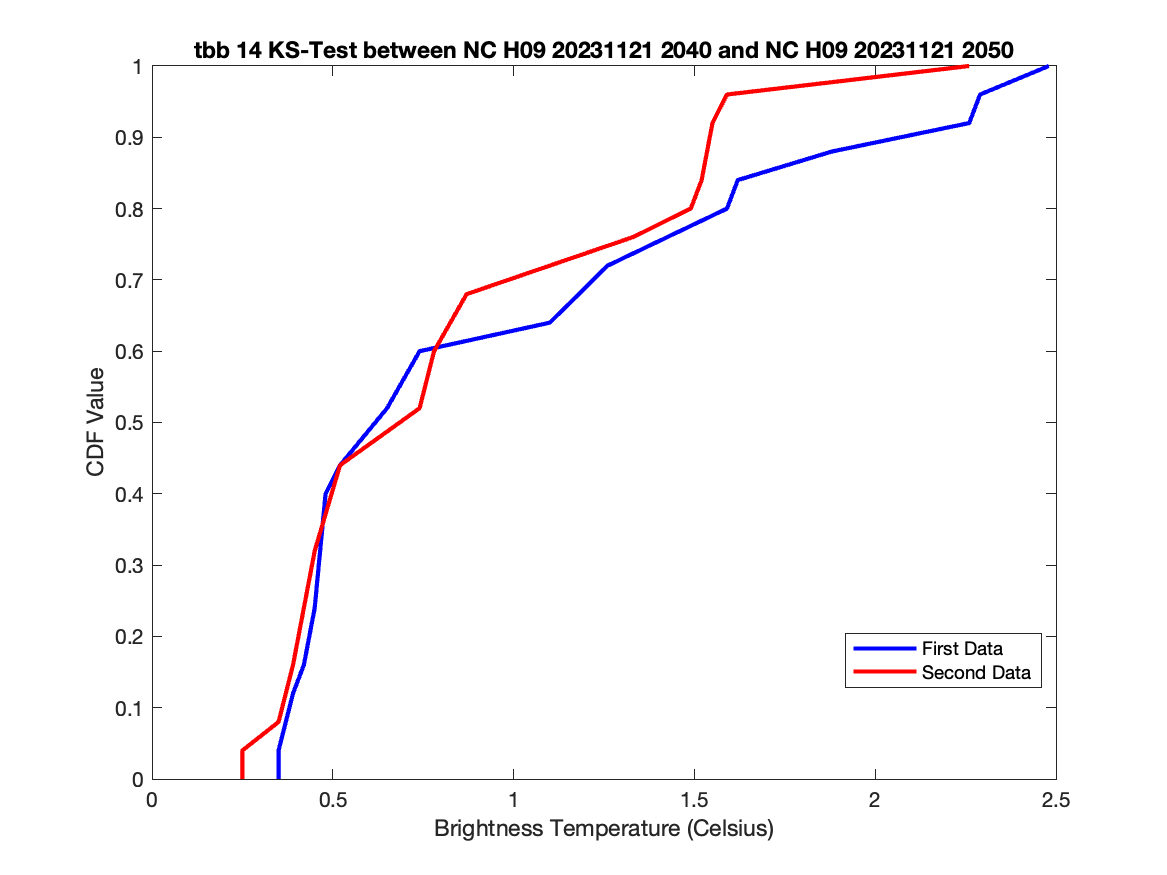 tbb 14 KS-Test between NC H09 20231121 2040 and NC H09 20231121 2050
1
0.9
0.8
0.7
0.6
0.5
0.4
0.3
0.2
0.1
0
CDF Value
First Data
Second Data
0 0.5 1 1.5 2 2.5
Brightness Temperature (Celsius)